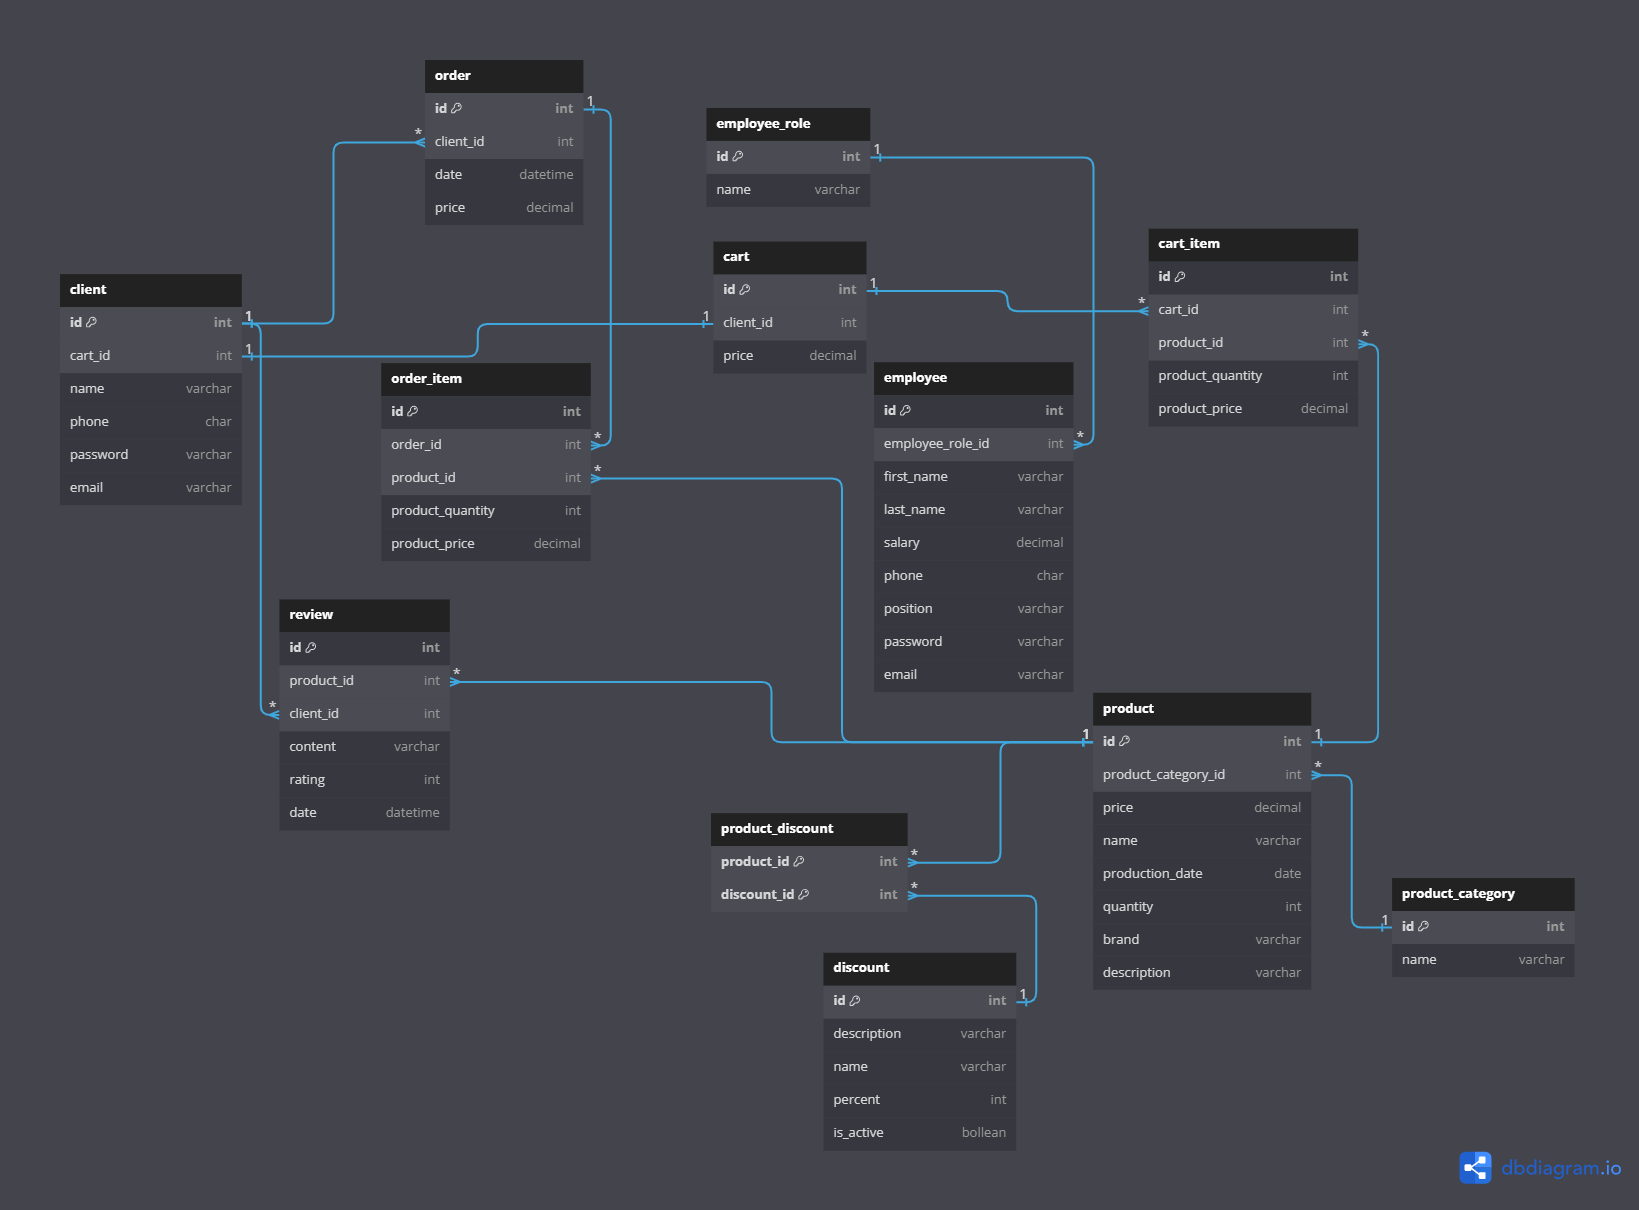 order
id int
client_id int
date datetime
price decimal
1
*
employee_role
id int
name varchar
1
cart
id int
client_id int
price decimal
1
1
cart_item
id int
cart_id int
product_id int
product_quantity int
product_price decimal
*
*
client
id int
cart_id int
name varchar
phone char
password varchar
email varchar
1
1
order_item
id int
order_id int
product_id int
product_quantity int
product_price decimal
*
*
employee
id int
employee_role_id int
first_name varchar
last_name varchar
salary decimal
phone char
position varchar
password varchar
email varchar
*
review
id int
product_id int
client_id int
content varchar
rating int
date datetime
*
*
product
id int
product_category_id int
price decimal
name varchar
production_date date
quantity int
brand varchar
description varchar
1
1
*
product_discount
product_id int
discount_id int
*
*
product_category
id int
name varchar
1
discount
id int
description varchar
name varchar
percent int
is_active bollean
1
dbdiagram.io